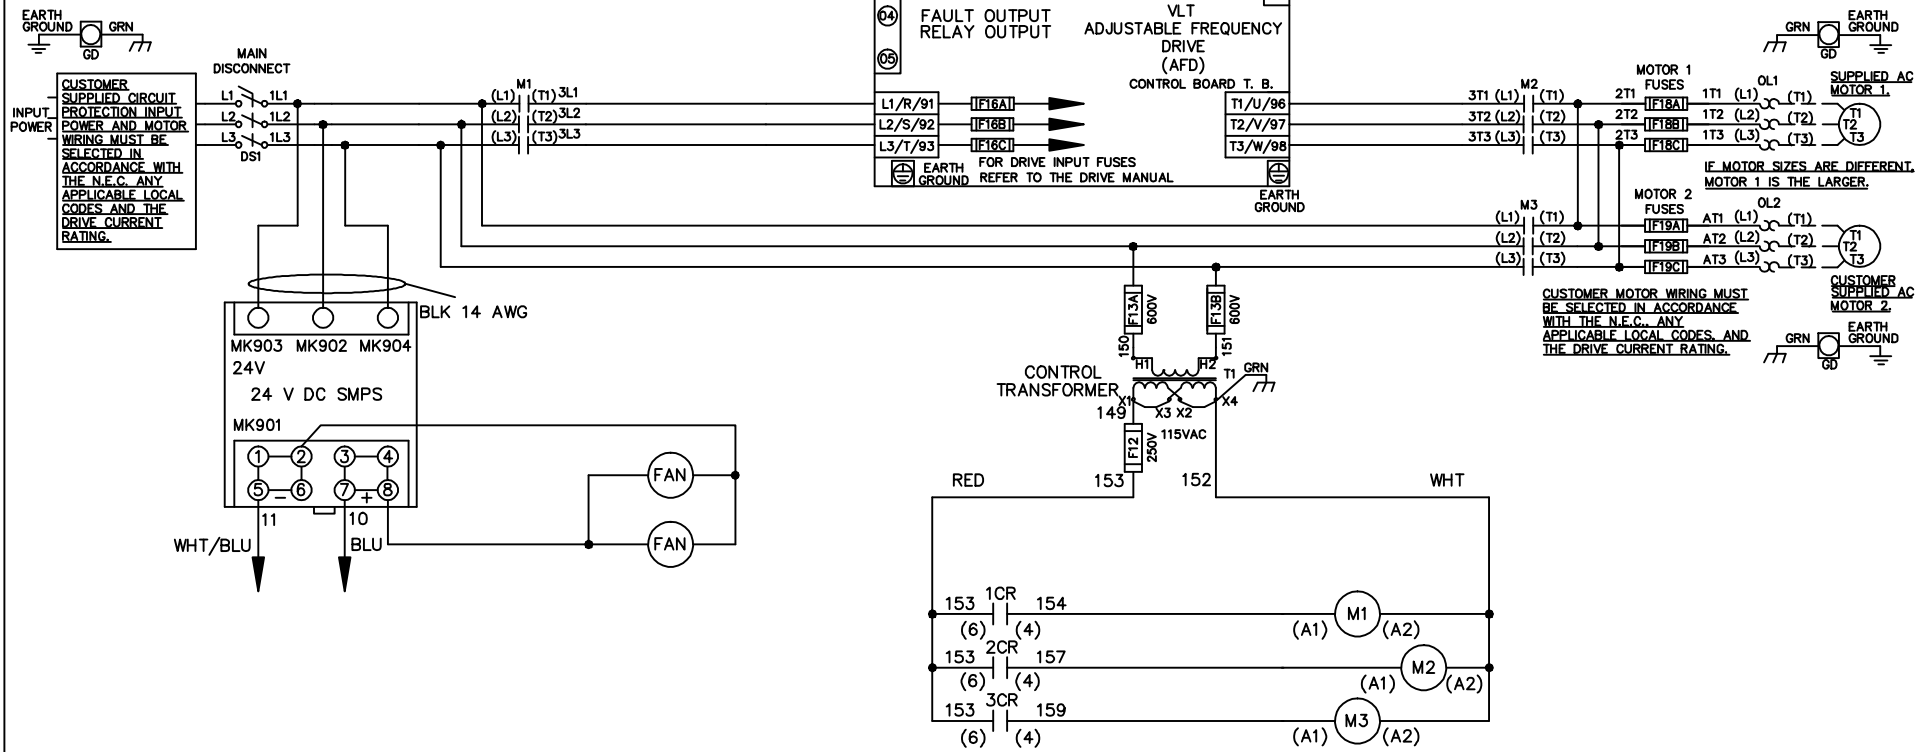 EARTH
GROUND
GRN
GD
CUSTOMER
SUPPLIED CIRCUIT
PROTECTION INPUT
POWER AND MOTOR
WIRING MUST BE
SELECTED IN
ACCORDANCE WITH
THE N.E.C. ANY
APPLICABLE LOCAL
CODES AND THE
DRIVE CURRENT
RATING.
INPUT
POWER
MAIN
DISCONNECT
L1 1L1
L2 1L2
L3 1L3
DS1
M1
(L1) (T1) 3L1
(L2) (T2) 3L2
(L3) (T3) 3L3
04
05
FAULT OUTPUT
RELAY OUTPUT
VLT
ADJUSTABLE FREQUENCY
DRIVE
(AFD)
CONTROL BOARD T. B.
L1/R/91 F16A T1/U/96
L2/S/92 F16B T2/V/97
L3/T/93 F16C T3/W/98
EARTH
GROUND
FOR DRIVE INPUT FUSES
REFER TO THE DRIVE MANUAL
EARTH
GROUND
M2
3T1 (L1) (T1)
3T2 (L2) (T2)
3T3 (L3) (T3)
MOTOR 1
FUSES
2T1 F18A 1T1 (L1) (T1)
2T2 F18B 1T2 (L2) (T2)
2T3 F18C 1T3 (L3) (T3)
OL1
SUPPLIED AC
MOTOR 1.
T1
T2
T3
GRN
GD
EARTH
GROUND
IF MOTOR SIZES ARE DIFFERENT,
MOTOR 1 IS THE LARGER.
M3
(L1) (T1)
(L2) (T2)
(L3) (T3)
MOTOR 2
FUSES
F19A AT1 (L1) (T1)
F19B AT2 (L2) (T2)
F19C AT3 (L3) (T3)
OL2
T1
T2
T3
CUSTOMER
SUPPLIED AC
MOTOR 2.
CUSTOMER MOTOR WIRING MUST
BE SELECTED IN ACCORDANCE
WITH THE N.E.C., ANY
APPLICABLE LOCAL CODES, AND
THE DRIVE CURRENT RATING.
GRN
GD
EARTH
GROUND
BLK 14 AWG
MK903 MK902 MK904
24V
24 V DC SMPS
MK901
1 2 3 4
5 – 6 7 + 8
11 10
WHT/BLU BLU
FAN
FAN
F13A
600V
F13B
600V
150
151
H1 H2
CONTROL
TRANSFORMER
T1
GRN
X1 X3 X2 X4
149
115VAC
F12
250V
RED 153 152 WHT
1CR
153 154 M1
(6) (4) (A1) (A2)
2CR
153 157 M2
(6) (4) (A1) (A2)
3CR
153 159 M3
(6) (4) (A1) (A2)